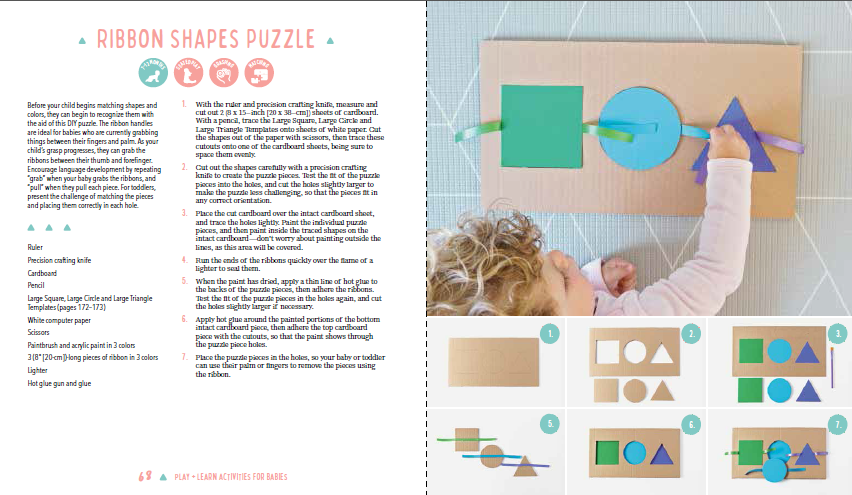 RIBBON SHAPES PUZZLE
7-12 MONTHS
Before your child begins matching shapes and
colors, they can begin to recognize them with
the aid of this DIY puzzle. The ribbon handles
are ideal for babies who are currently grabbing
things between their fingers and palm. As your
child's grasp progresses, they can grab the
ribbons between their thumb and forefinger.
Encourage language development by repeating
"grab" when your baby grabs the ribbons, and
"pull" when they pull each piece. For toddlers,
present the challenge of matching the pieces
and placing them correctly in each hole.
Ruler
Precision crafting knife
Cardboard
Pencil
Large Square, Large Circle and Large Triangle
Templates (pages 172–173)
White computer paper
Scissors
Paintbrush and acrylic paint in 3 colors
3 (8" [20-cm])-long pieces of ribbon in 3 colors
Lighter
Hot glue gun and glue
1. With the ruler and precision crafting knife, measure and
cut out 2 (8 x 15–inch [20 x 38–cm]) sheets of cardboard.
With a pencil, trace the Large Square, Large Circle and
Large Triangle Templates onto sheets of white paper. Cut
the shapes out of the paper with scissors, then trace these
cutouts onto one of the cardboard sheets, being sure to
space them evenly.
2. Cut out the shapes carefully with a precision crafting
knife to create the puzzle pieces. Test the fit of the puzzle
pieces into the holes, and cut the holes slightly larger to
make the puzzle less challenging, so that the pieces fit in
any correct orientation.
3. Place the cut cardboard over the intact cardboard sheet,
and trace the holes lightly. Paint the individual puzzle
pieces, and then paint inside the traced shapes on the
intact cardboard—don't worry about painting outside the
lines, as this area will be covered.
4. Run the ends of the ribbons quickly over the flame of a
lighter to seal them.
5. When the paint has dried, apply a thin line of hot glue to
the backs of the puzzle pieces, then adhere the ribbons.
Test the fit of the puzzle pieces in the holes again, and cut
the holes slightly larger if necessary.
6. Apply hot glue around the painted portions of the bottom
intact cardboard piece, then adhere the top cardboard
piece with the cutouts, so that the paint shows through
the puzzle piece holes.
7. Place the puzzle pieces in the holes, so your baby or toddler
can use their palm or fingers to remove the pieces using
the ribbon.
68 PLAY + LEARN ACTIVITIES FOR BABIES
1.
2.
3.
5.
6.
7.